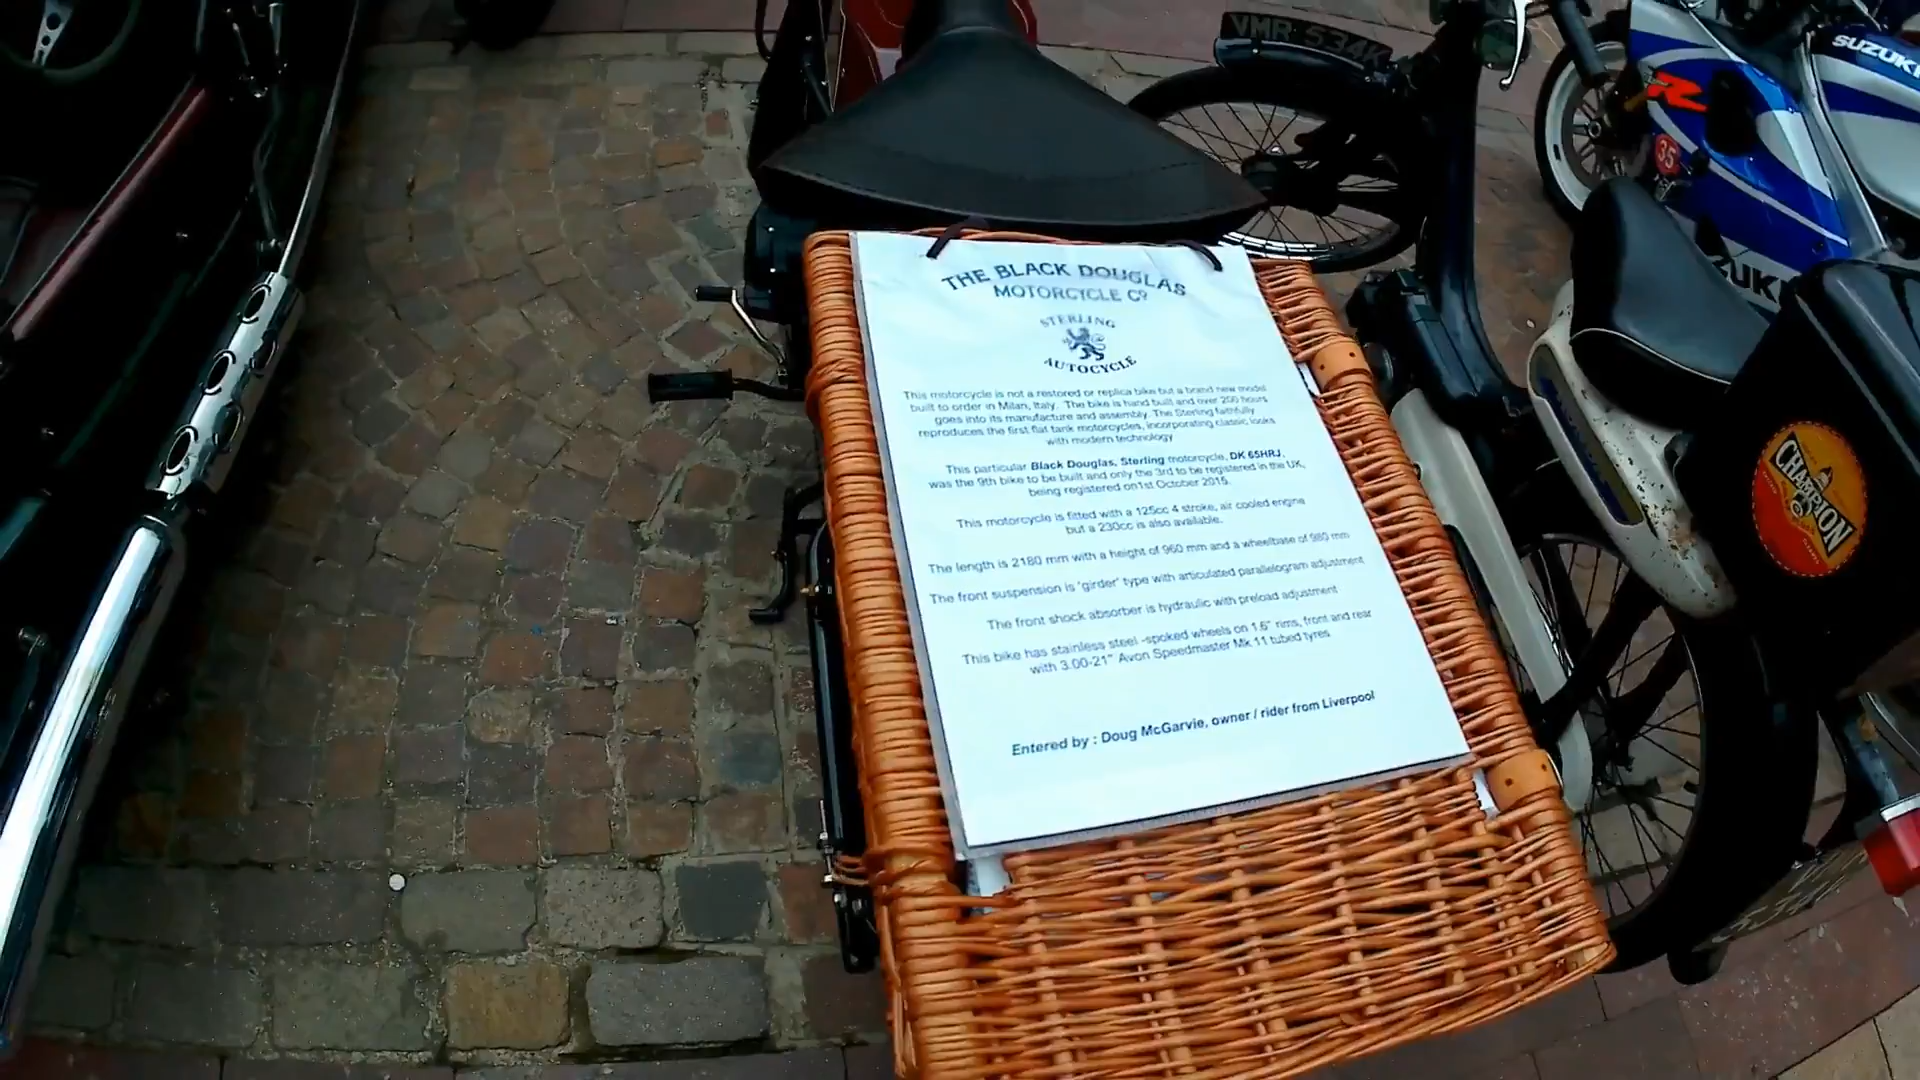 VMR 534K
SUZUKI
R
35
THE BLACK DOUGLAS
MOTORCYCLE Co
STERLING
AUTOCYCLE
This motorcycle is not a restored or replica bike but a brand new model
built to order in Milan, Italy. The bike is hand built and over 200 hours
goes into its manufacture and assembly. The Sterling faithfully
reproduces the first flat tank motorcycles, incorporating classic looks
with modern technology
This particular Black Douglas, Sterling motorcycle, DK 65HRJ,
was the 9th bike to be built and only the 3rd to be registered in the UK,
being registered on1st October 2015.
This motorcycle is fitted with a 125cc 4 stroke, air cooled engine
but a 230cc is also available.
The length is 2180 mm with a height of 960 mm and a wheelbase of 980 mm
The front suspension is 'girder' type with articulated parallelogram adjustment
The front shock absorber is hydraulic with preload adjustment
This bike has stainless steel -spoked wheels on 1.6" rims, front and rear
with 3.00-21" Avon Speedmaster Mk 11 tubed tyres
Entered by : Doug McGarvie, owner / rider from Liverpool
CHAMPION